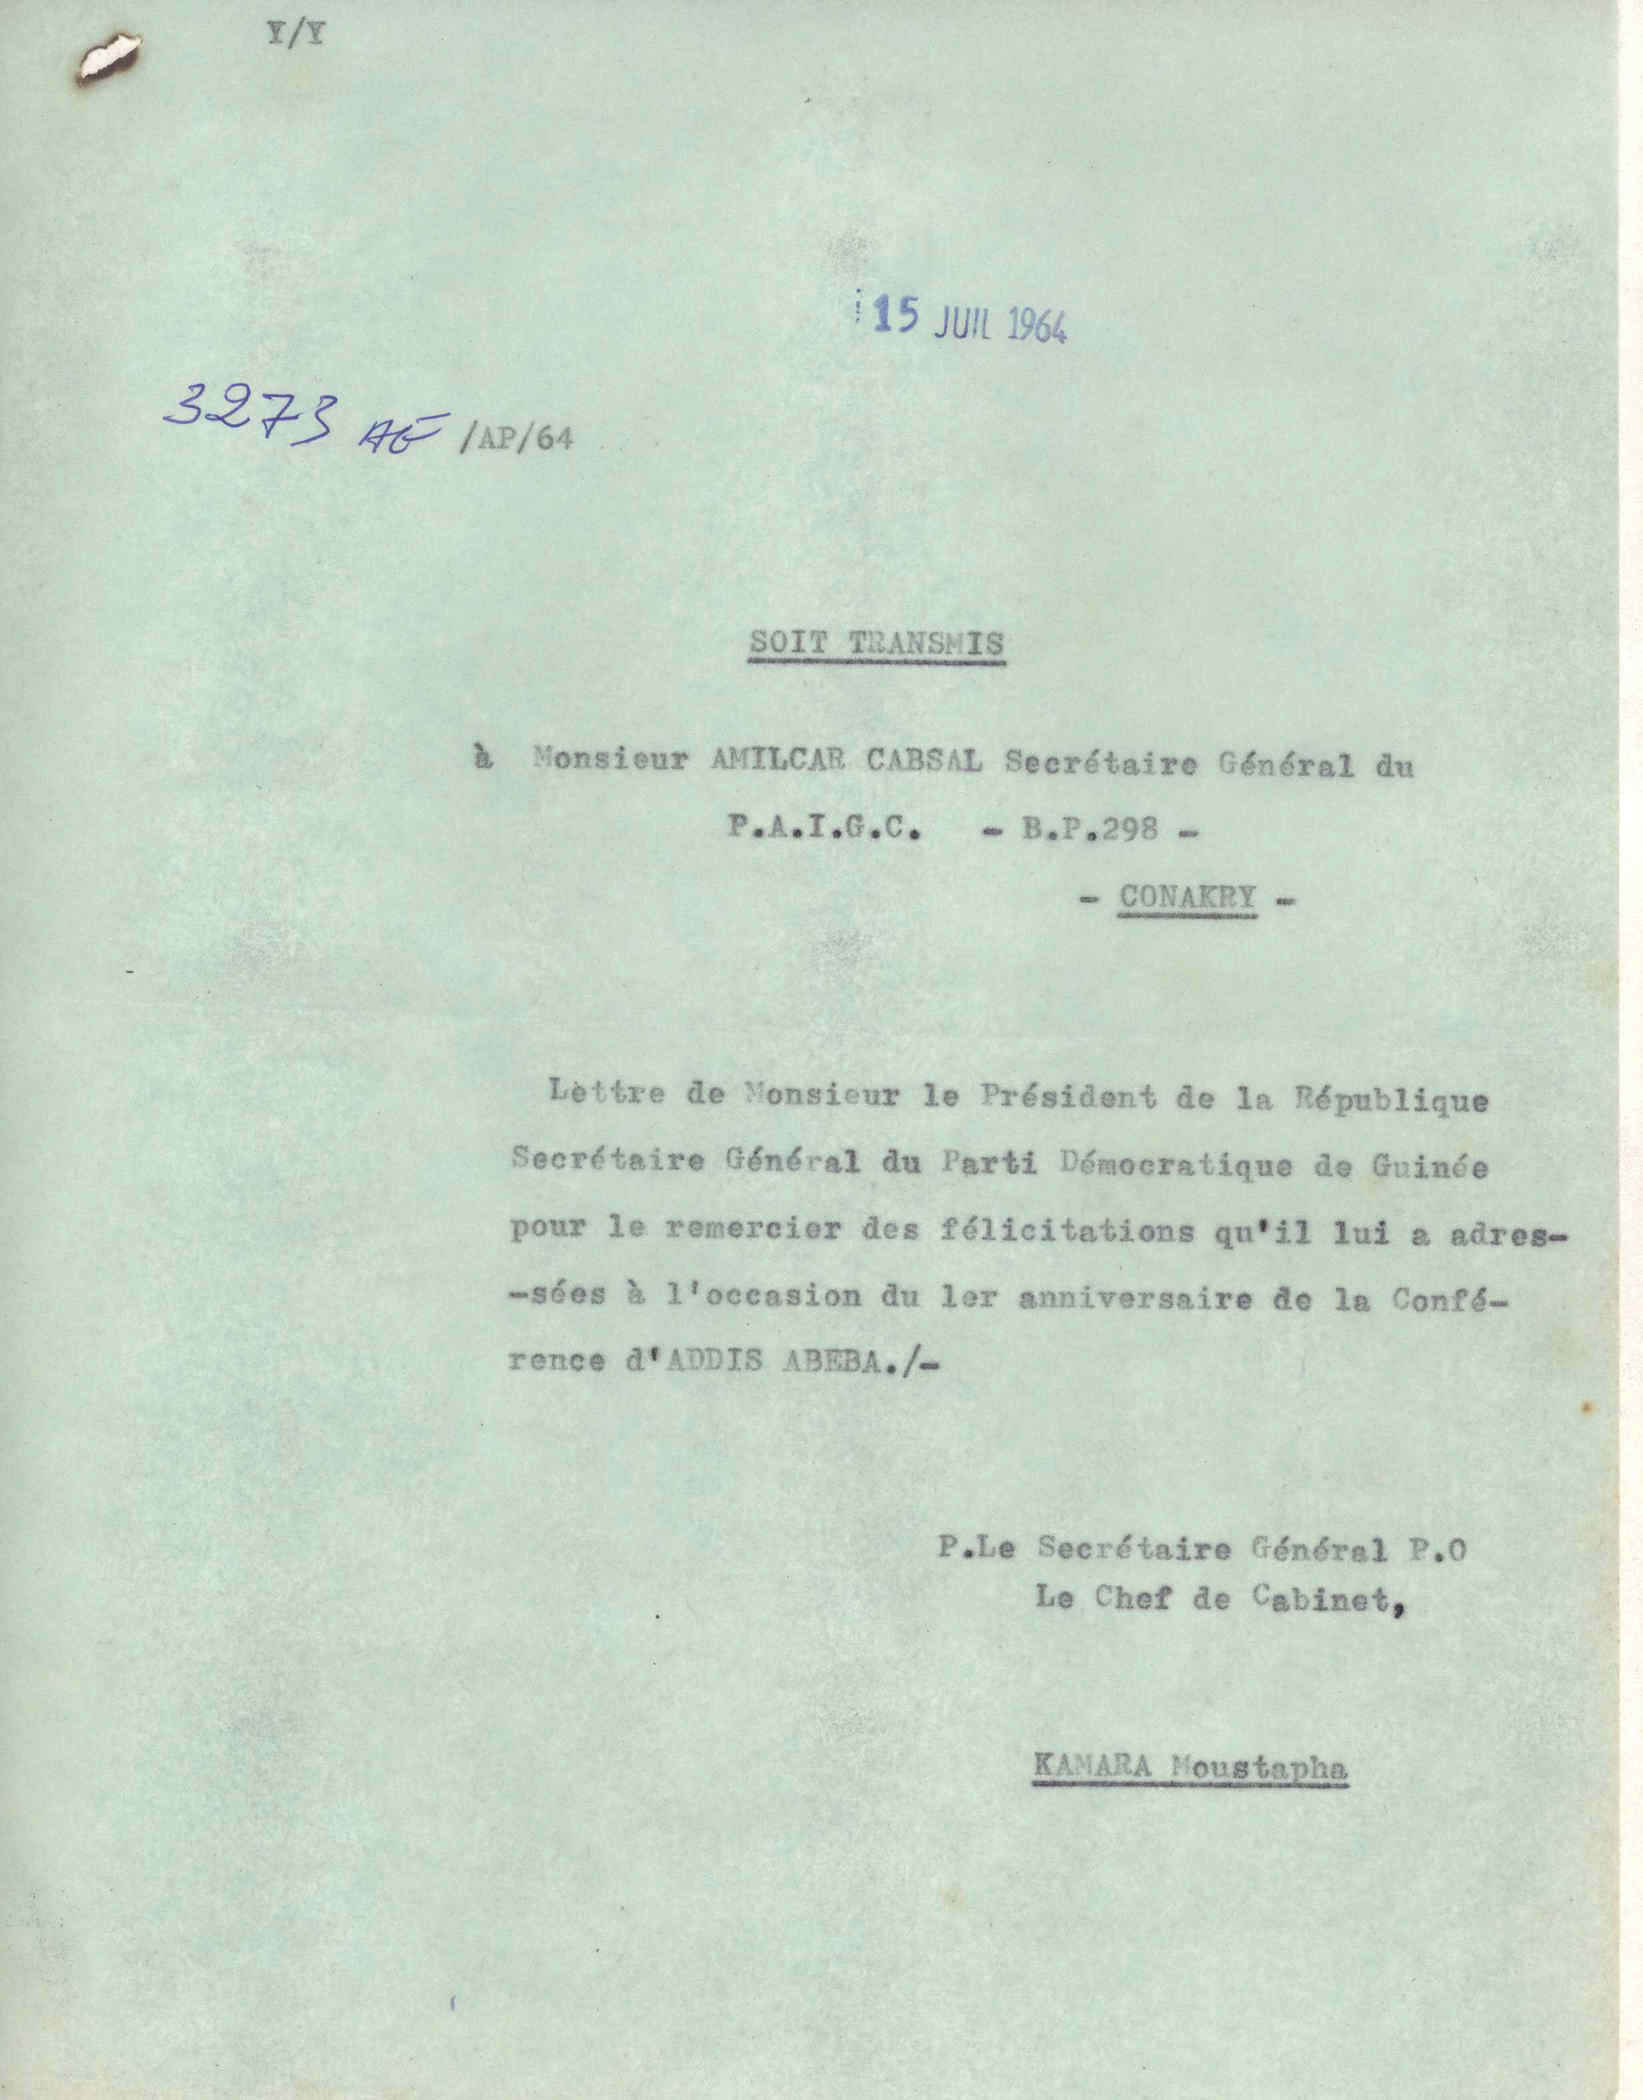 Y/Y
15 JUIL 1964
3273 AE /AP/64
SOIT TRANSMIS
à Monsieur AMILCAR CABSAL Secrétaire Général du
P.A.I.G.C. - B.P.298 -
- CONAKRY -
Lettre de Monsieur le Président de la République
Secrétaire Général du Parti Démocratique de Guinée
pour le remercier des félicitations qu'il lui a adres-
-sées à l'occasion du 1er anniversaire de la Confé-
rence d'ADDIS ABEBA./-
P.Le Secrétaire Général P.O
Le Chef de Cabinet,
KAMARA Moustapha